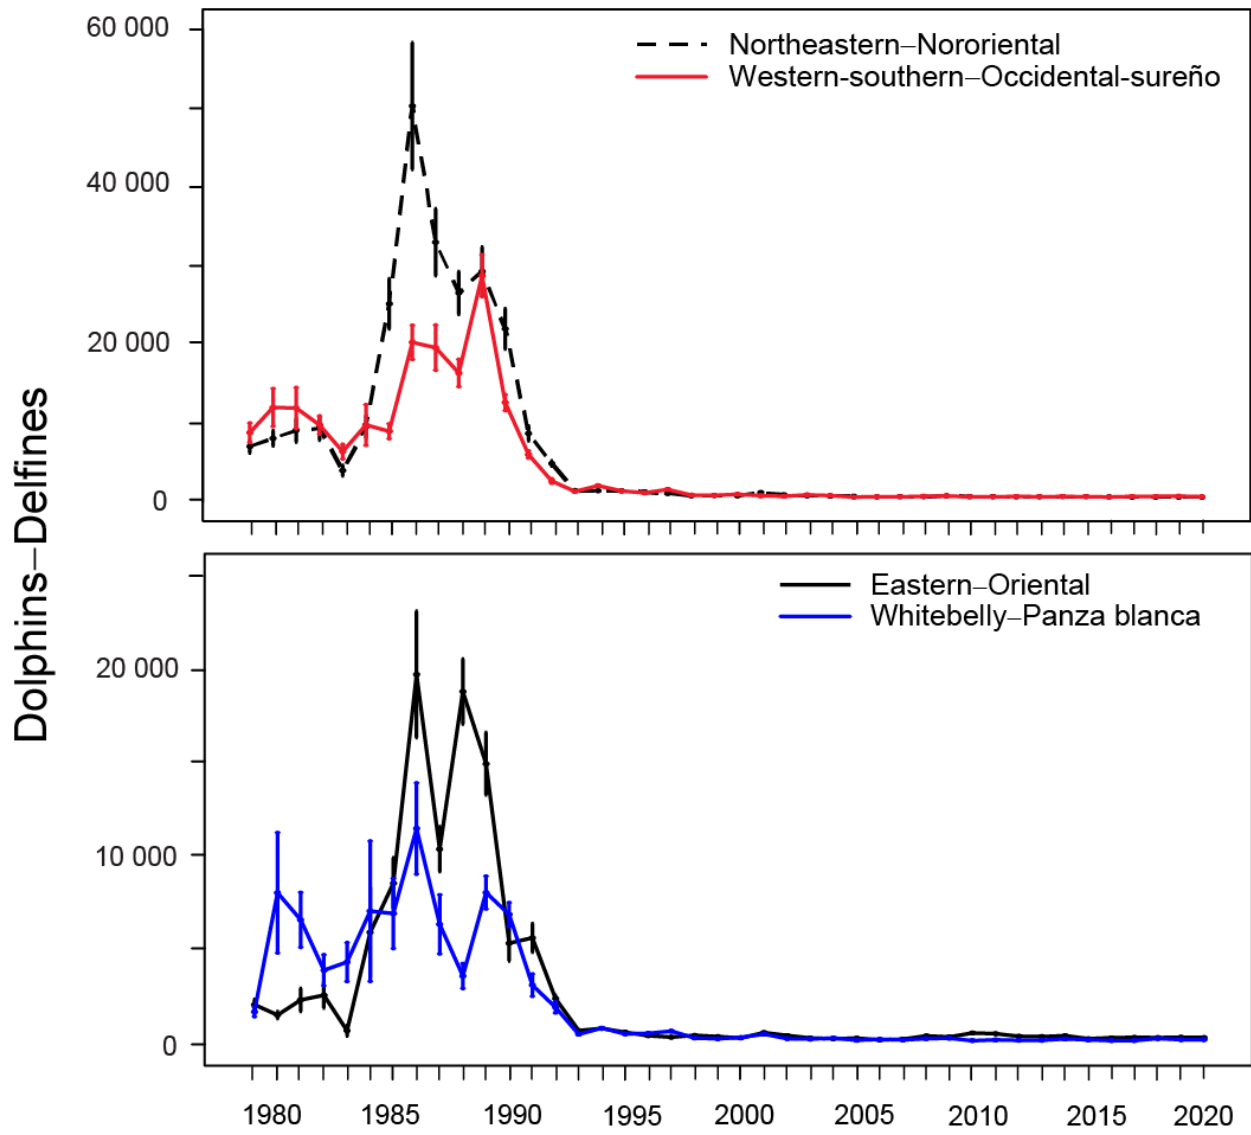 Dolphins–Delfines
60 000
40 000
20 000
0
Northeastern–Nororiental
Western-southern–Occidental-sureño
20 000
10 000
0
Eastern–Oriental
Whitebelly–Panza blanca
1980 1985 1990 1995 2000 2005 2010 2015 2020